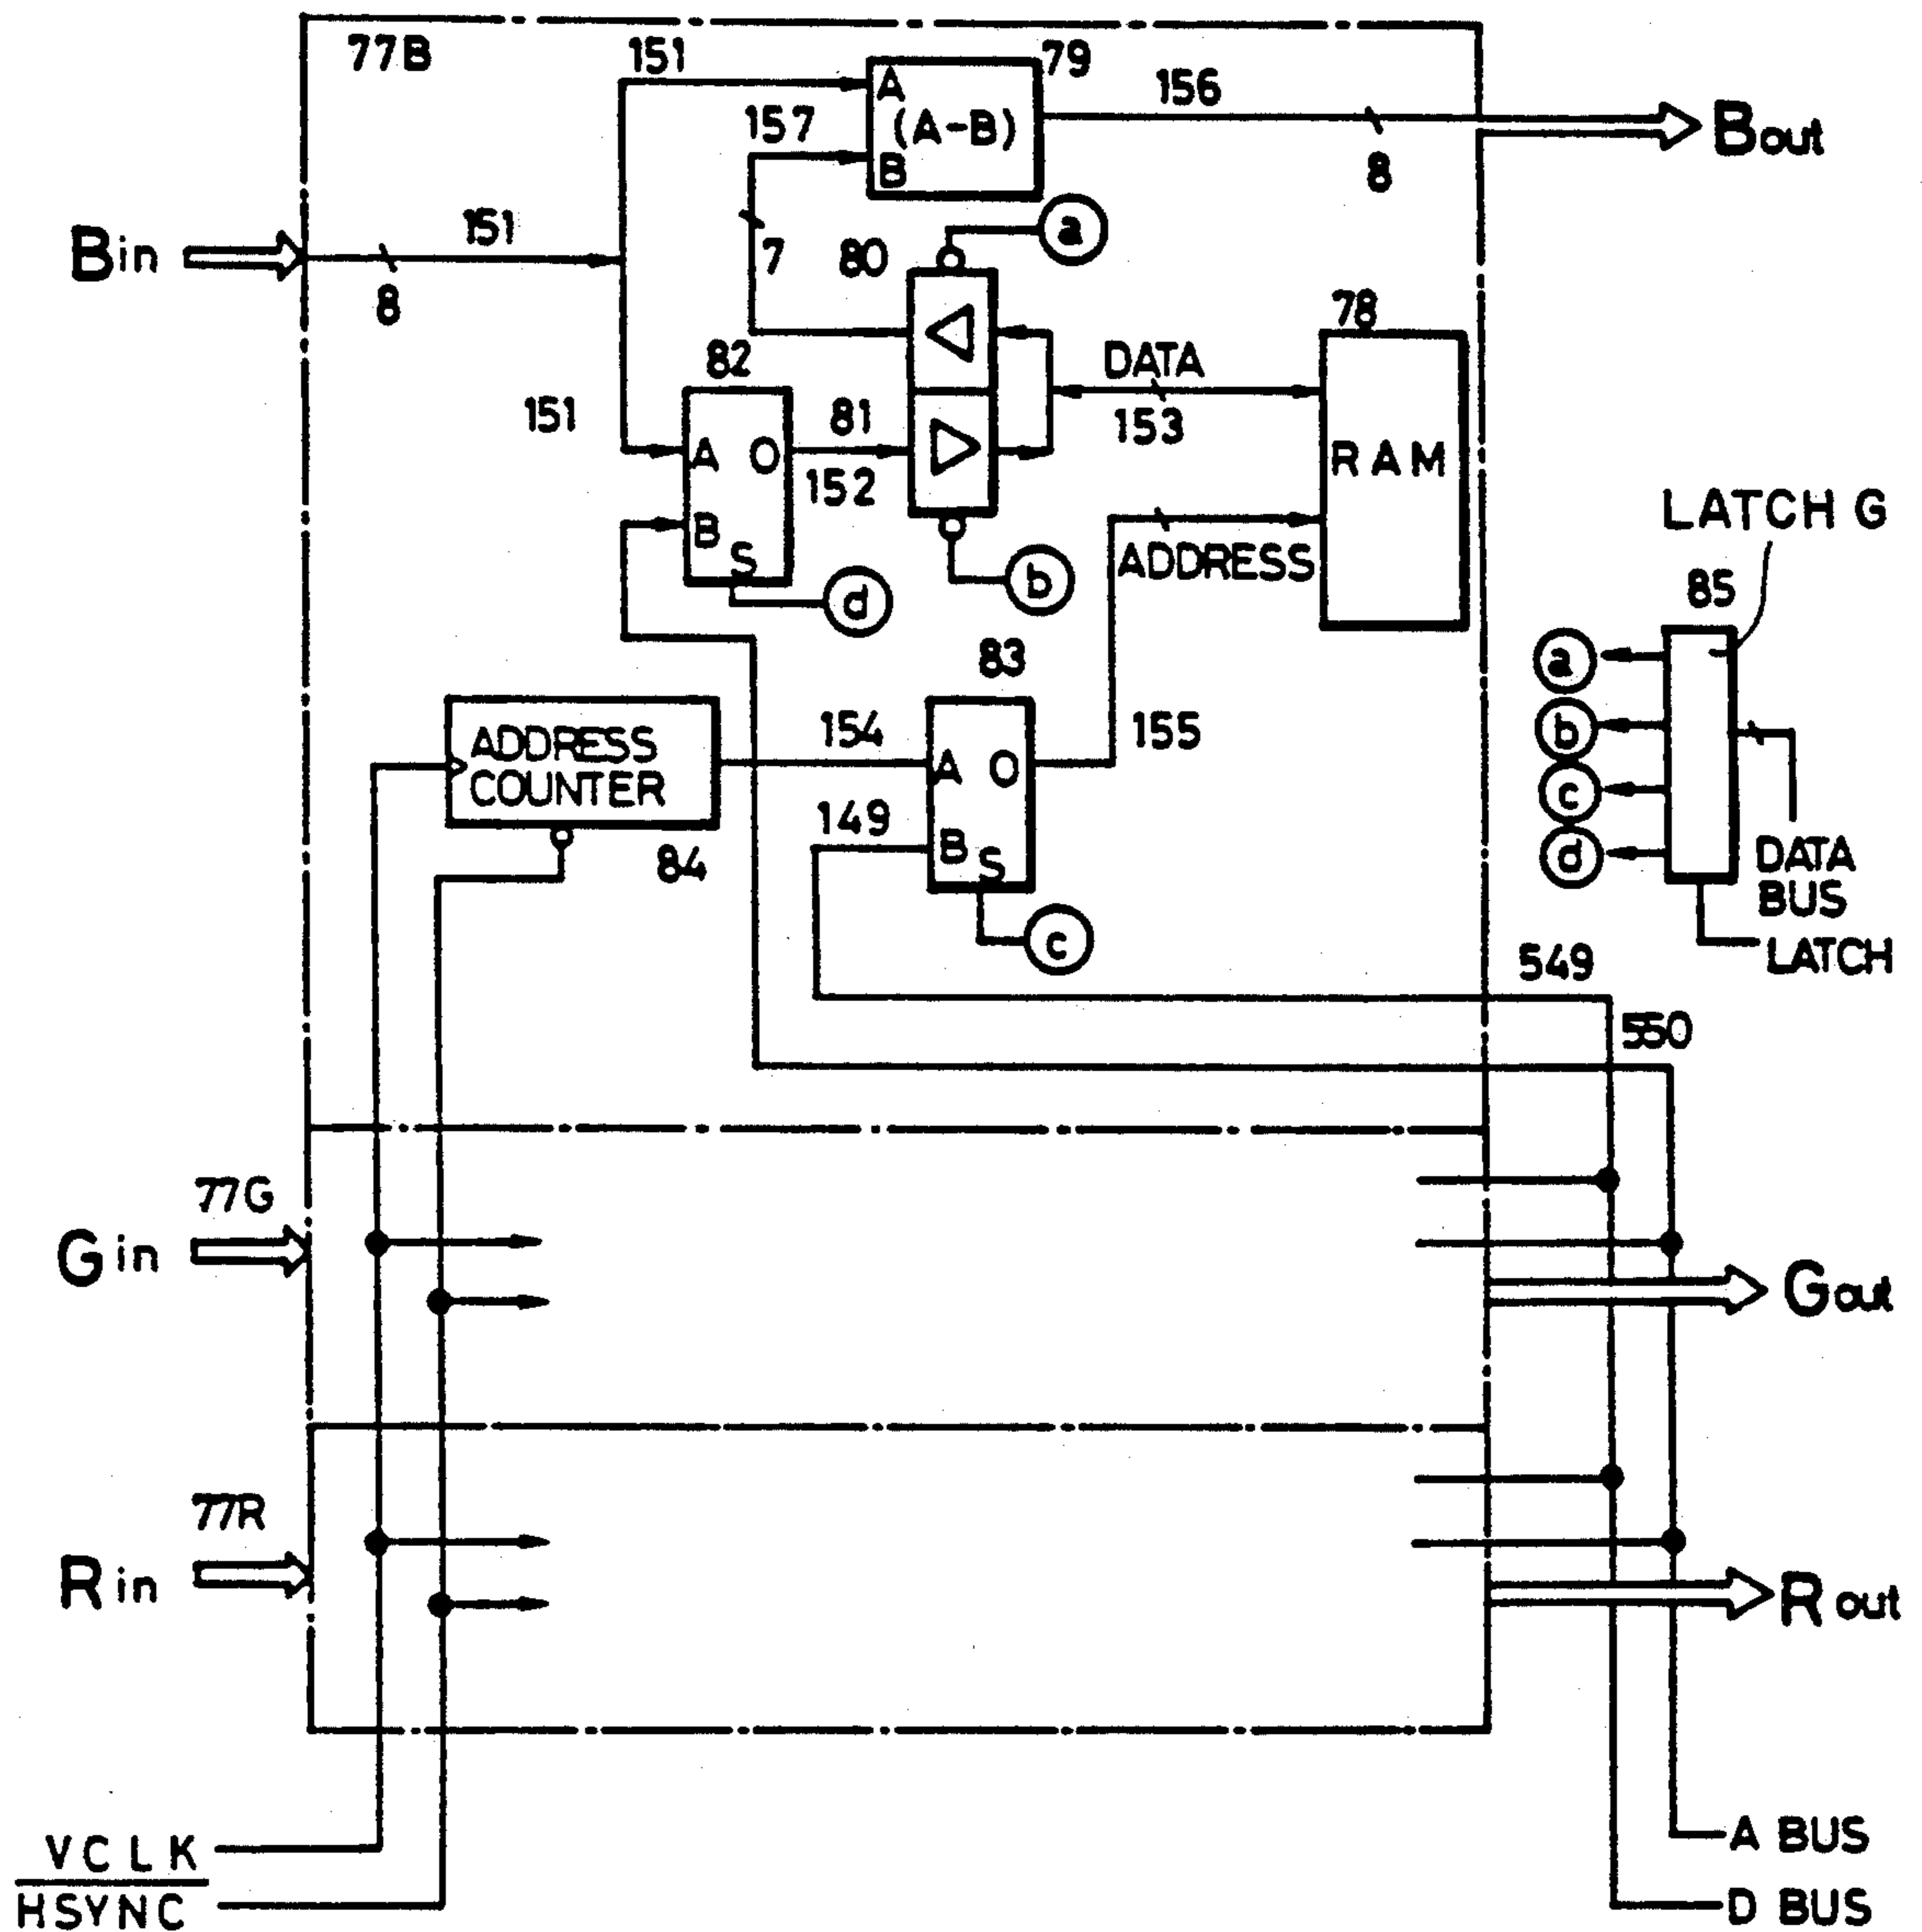 77B
151
79
A
(A-B)
B
156
8
Bout
157
a
Bin
151
8
7
80
78
82
DATA
153
RAM
151
A O
B
S
81
152
d
b
ADDRESS
LATCH G
85
a
b
c
d
DATA
BUS
LATCH
83
ADDRESS
COUNTER
84
154
149
A O
B
S
155
c
549
550
77G
Gin
Gout
77R
Rin
Rout
VCLK
HSYNC
A BUS
D BUS